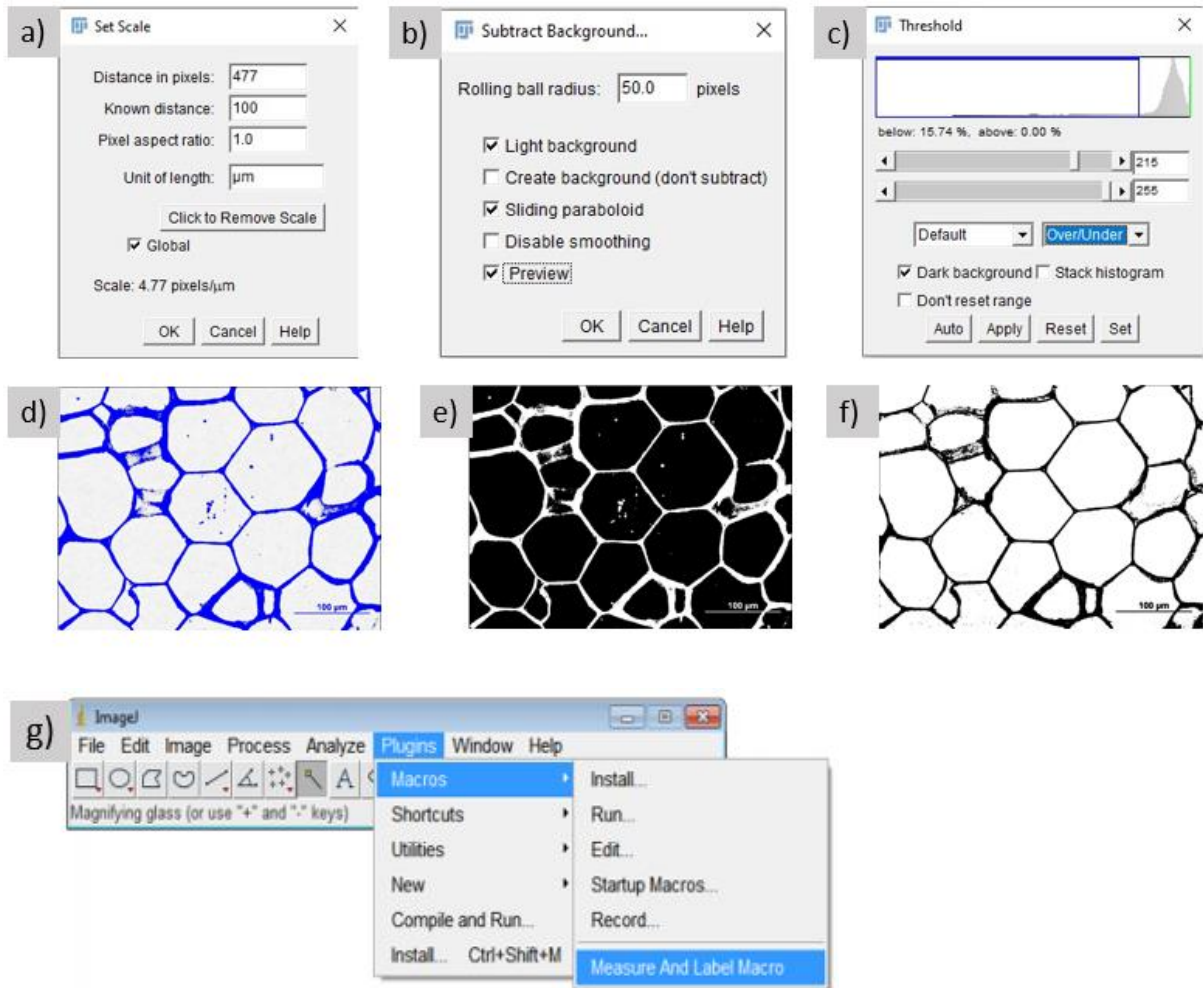 a)
Set Scale
Distance in pixels: 477
Known distance: 100
Pixel aspect ratio: 1.0
Unit of length: µm
Click to Remove Scale
Global
Scale: 4.77 pixels/µm
OK Cancel Help
b)
Subtract Background...
Rolling ball radius: 50.0 pixels
Light background
Create background (don't subtract)
Sliding paraboloid
Disable smoothing
Preview
OK Cancel Help
c)
Threshold
below: 15.74 %, above: 0.00 %
215
255
Default Over/Under
Dark background Stack histogram
Don't reset range
Auto Apply Reset Set
d)
100 µm
e)
100 µm
f)
100 µm
g)
ImageJ
File Edit Image Process Analyze Plugins Window Help
A
Magnifying glass (or use "+" and "-" keys)
Macros
Shortcuts
Utilities
New
Compile and Run...
Install... Ctrl+Shift+M
Install...
Run...
Edit...
Startup Macros...
Record...
Measure And Label Macro